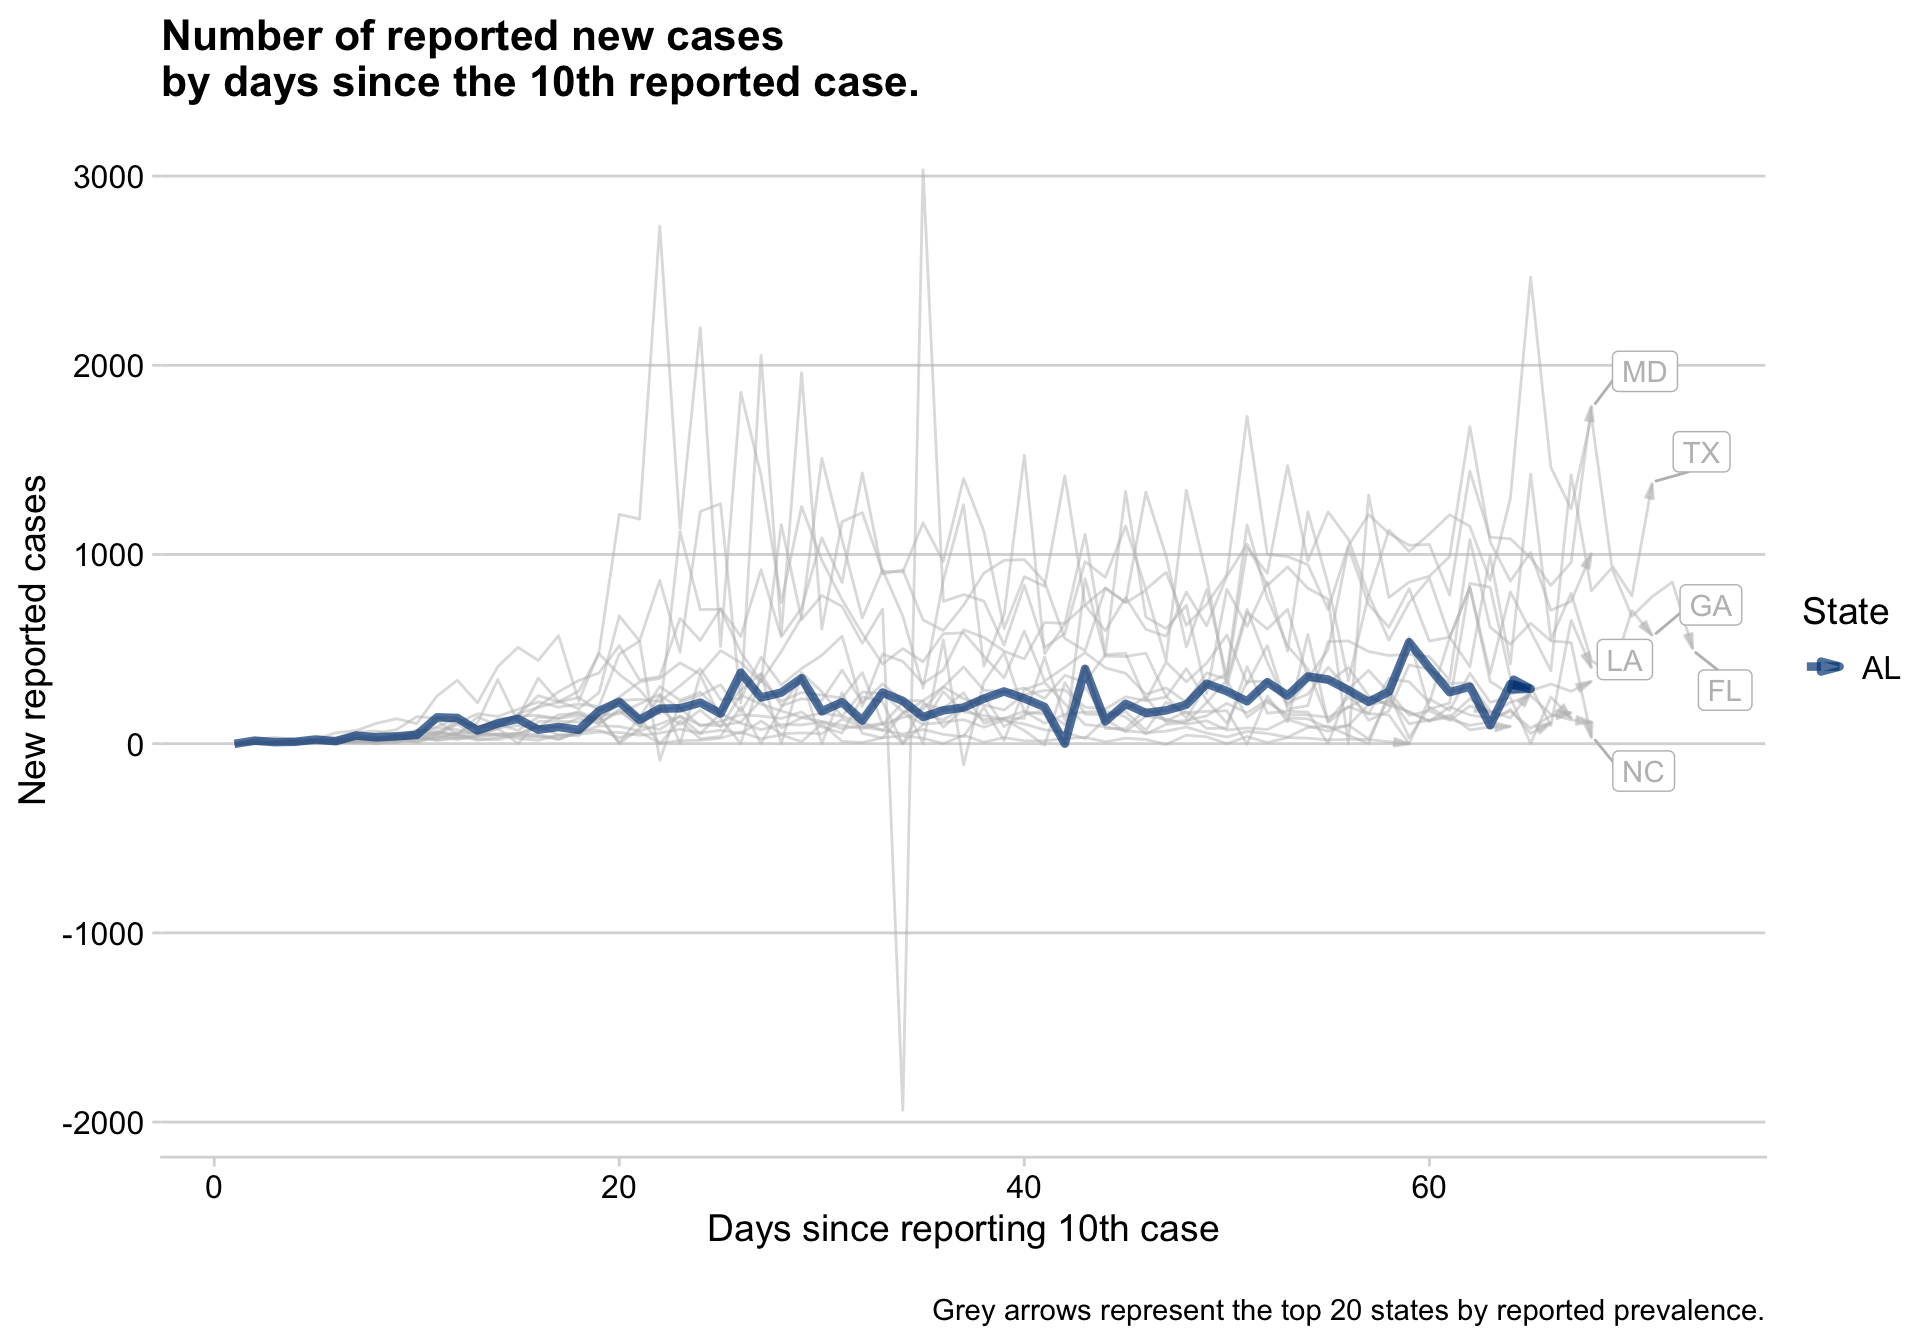 Number of reported new cases
by days since the 10th reported case.
New reported cases
3000
2000
1000
0
-1000
-2000
MD
TX
GA
LA
FL
NC
State
AL
0
20
40
60
Days since reporting 10th case
Grey arrows represent the top 20 states by reported prevalence.